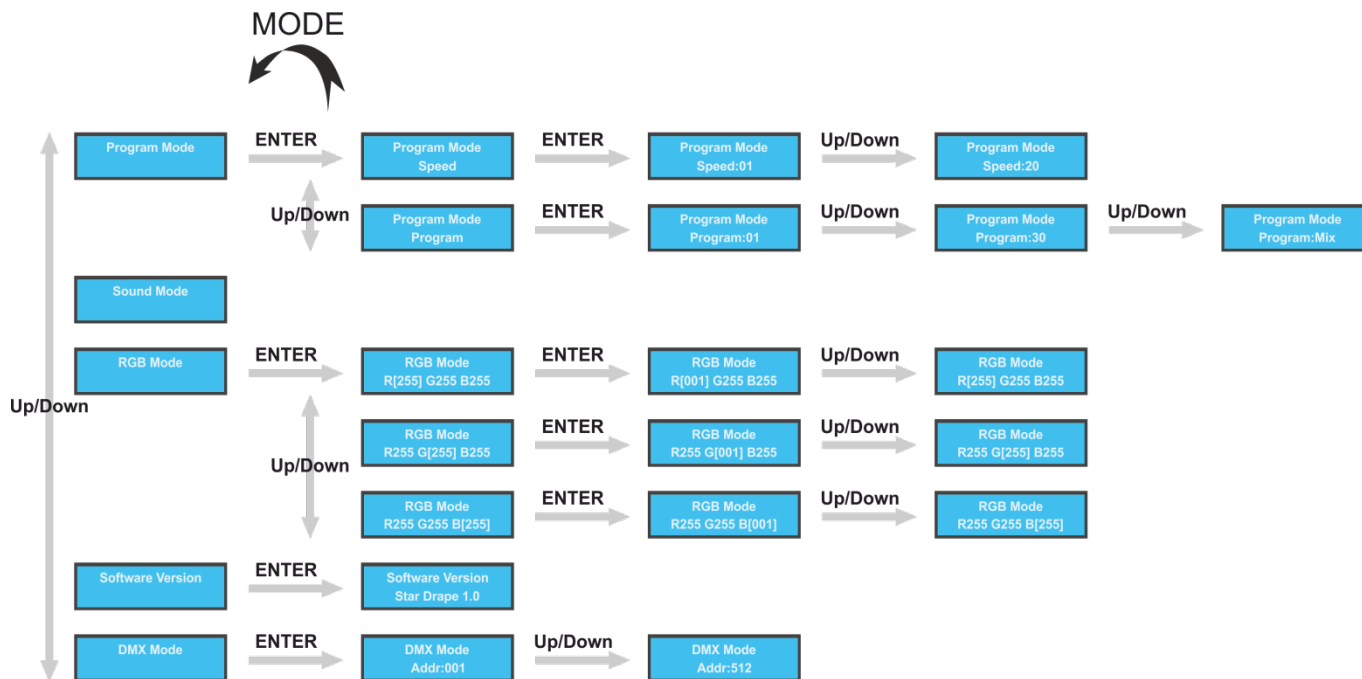 MODE
Program Mode
ENTER
Program Mode
Speed
ENTER
Program Mode
Speed:01
Up/Down
Program Mode
Speed:20
Up/Down
Program Mode
Program
ENTER
Program Mode
Program:01
Up/Down
Program Mode
Program:30
Up/Down
Program Mode
Program:Mix
Sound Mode
RGB Mode
ENTER
RGB Mode
R[255] G255 B255
ENTER
RGB Mode
R[001] G255 B255
Up/Down
RGB Mode
R[255] G255 B255
Up/Down
Up/Down
RGB Mode
R255 G[255] B255
ENTER
RGB Mode
R255 G[001] B255
Up/Down
RGB Mode
R255 G[255] B255
RGB Mode
R255 G255 B[255]
ENTER
RGB Mode
R255 G255 B[001]
Up/Down
RGB Mode
R255 G255 B[255]
Software Version
ENTER
Software Version
Star Drape 1.0
DMX Mode
ENTER
DMX Mode
Addr:001
Up/Down
DMX Mode
Addr:512